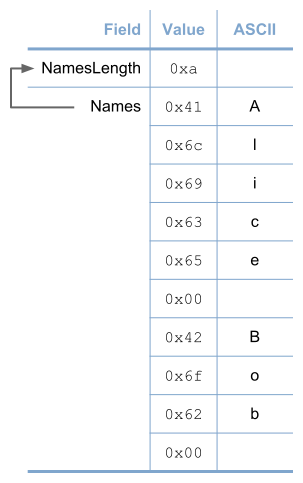 Field Value ASCII
NamesLength 0xa
Names 0x41 A
0x6c l
0x69 i
0x63 c
0x65 e
0x00
0x42 B
0x6f o
0x62 b
0x00